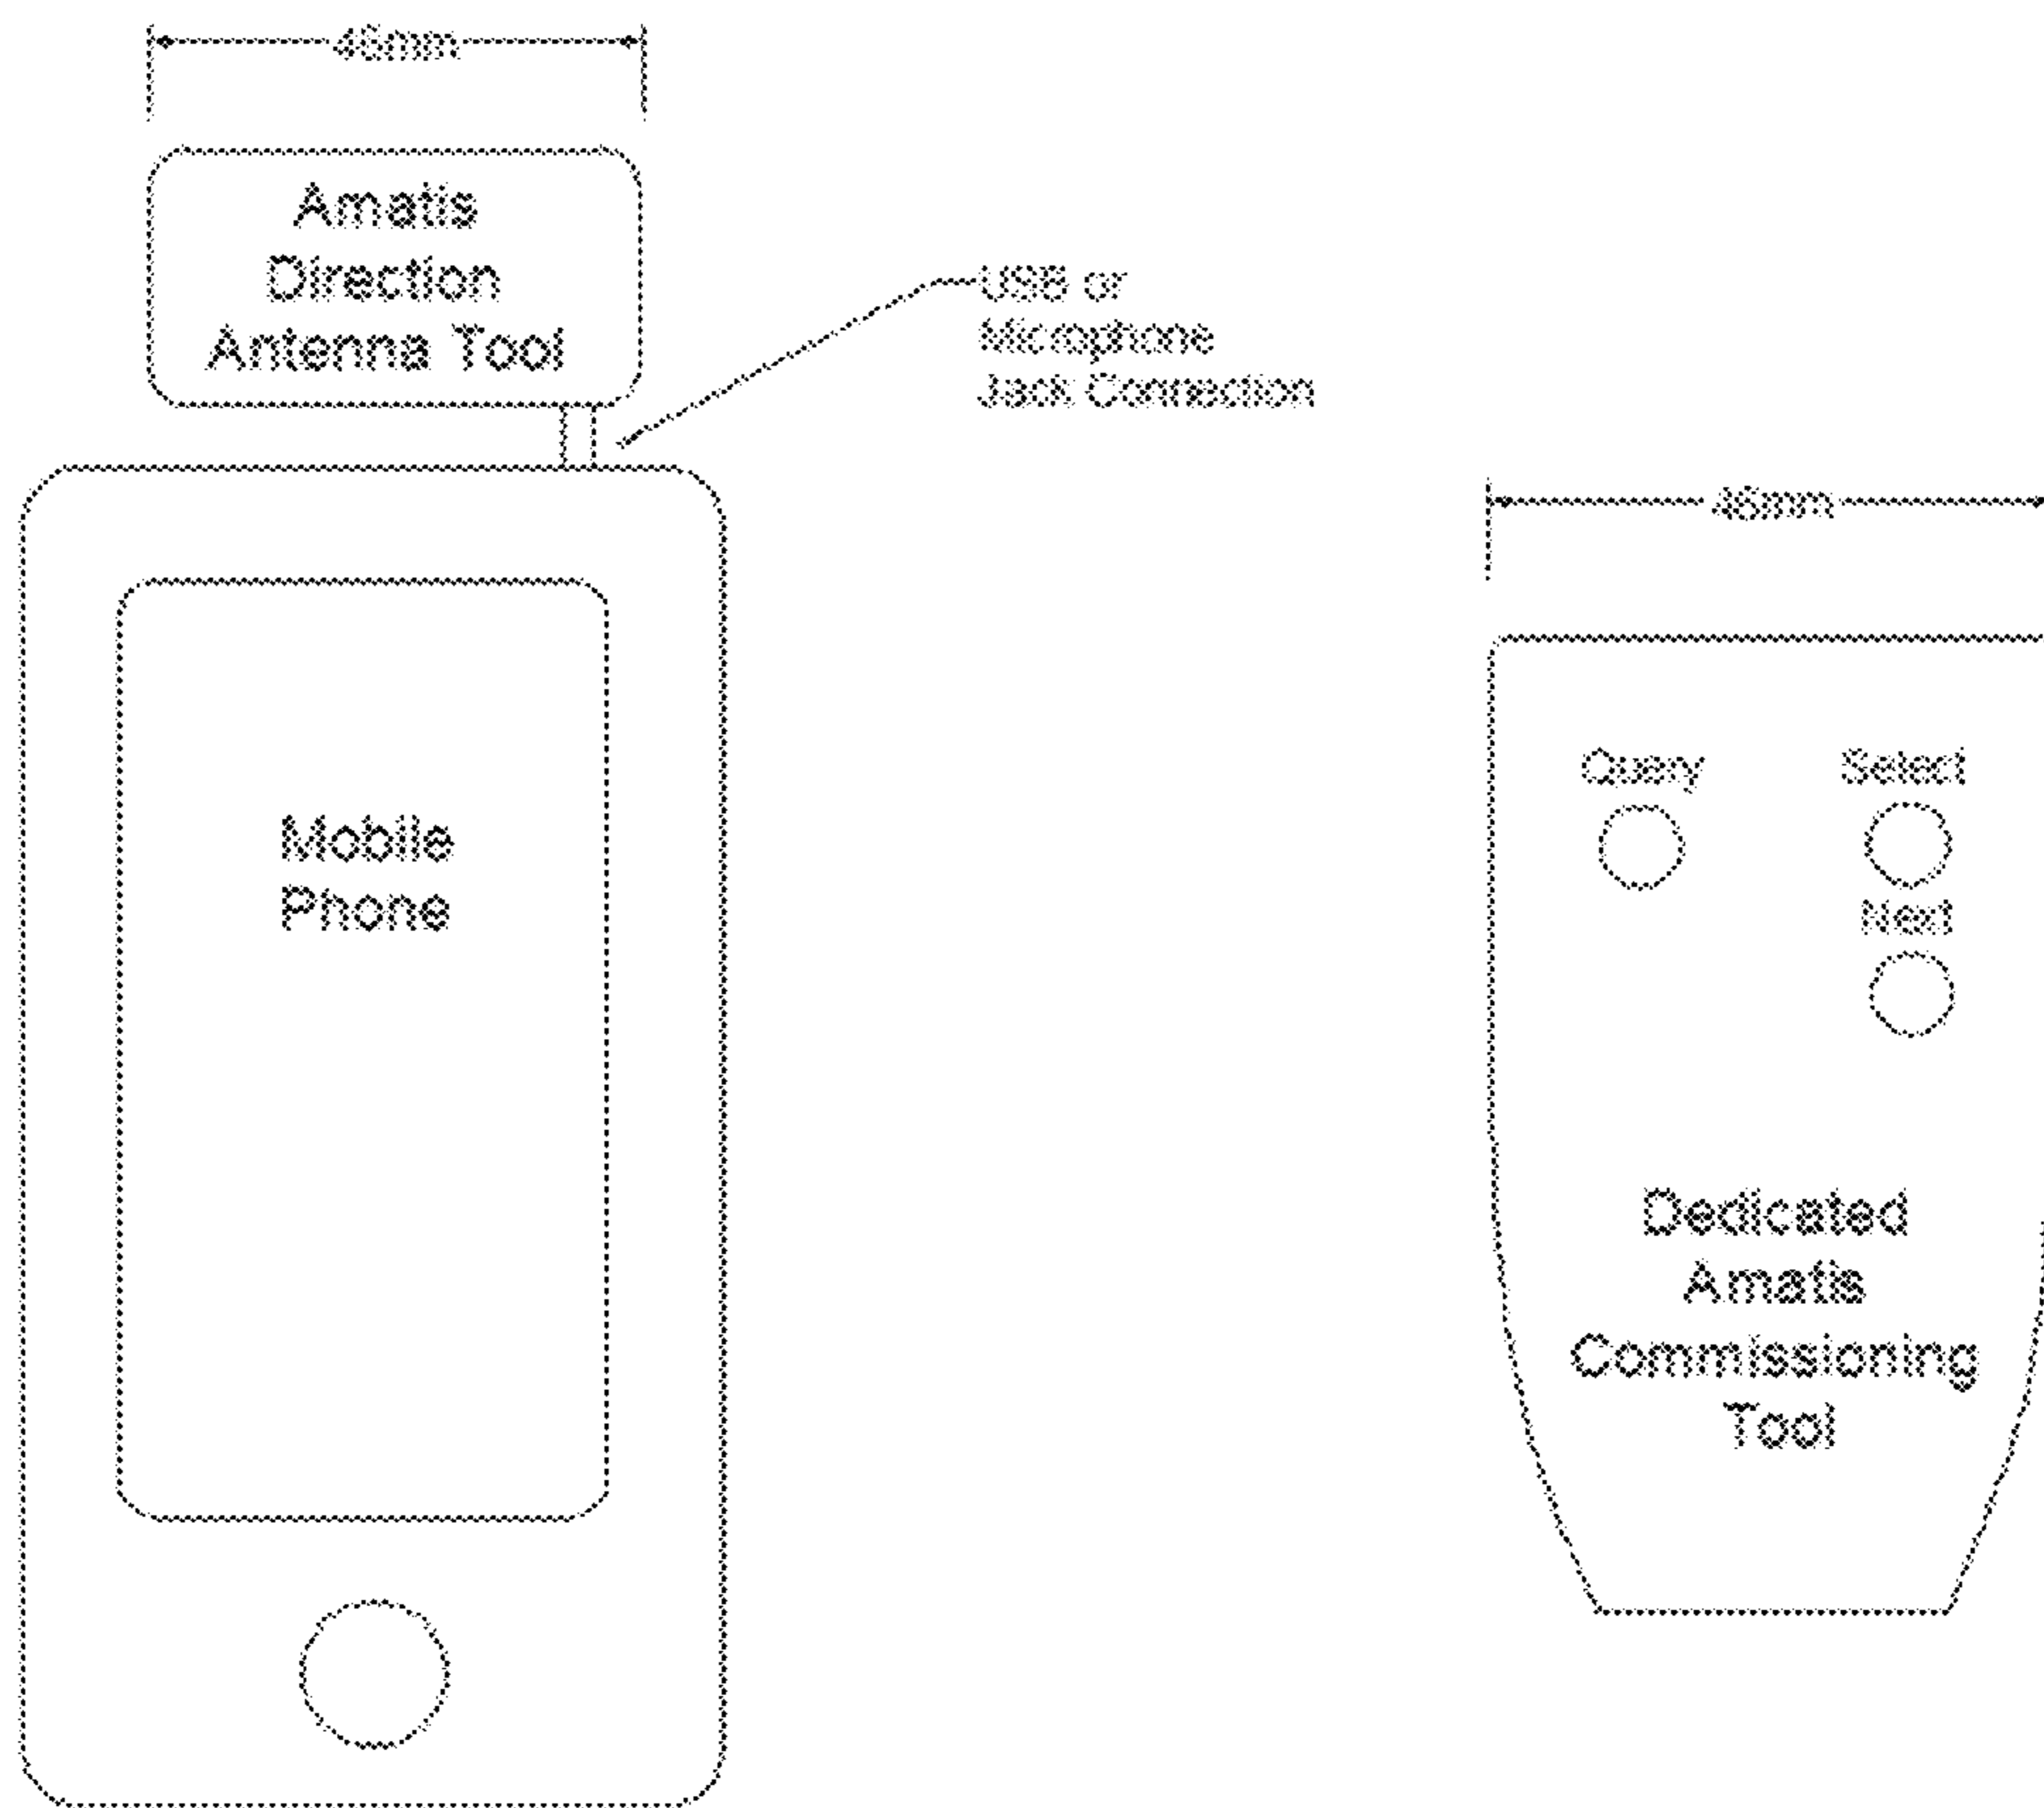 45mm
Amatis
Direction
Antenna Tool
USB or
Microphone
Jack Connection
Mobile
Phone
45mm
Query
Select
Next
Dedicated
Amatis
Commissioning
Tool